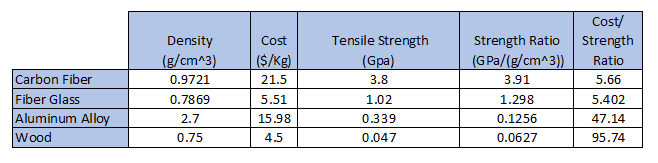 Cost/
Density Cost Tensile Strength Strength Ratio Strength
(g/cm^3) ($/Kg) (Gpa) (GPa/(g/cm^3)) Ratio
Carbon Fiber 0.9721 21.5 3.8 3.91 5.66
Fiber Glass 0.7869 5.51 1.02 1.298 5.402
Aluminum Alloy 2.7 15.98 0.339 0.1256 47.14
Wood 0.75 4.5 0.047 0.0627 95.74